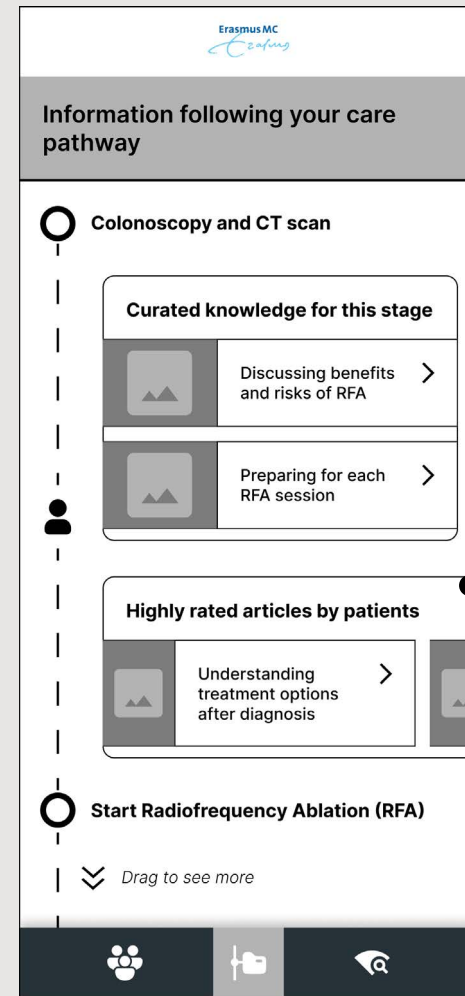 Erasmus MC
Erasmus
Information following your care
pathway
Colonoscopy and CT scan
Curated knowledge for this stage
Discussing benefits
and risks of RFA
Preparing for each
RFA session
Highly rated articles by patients
Understanding
treatment options
after diagnosis
Start Radiofrequency Ablation (RFA)
Drag to see more